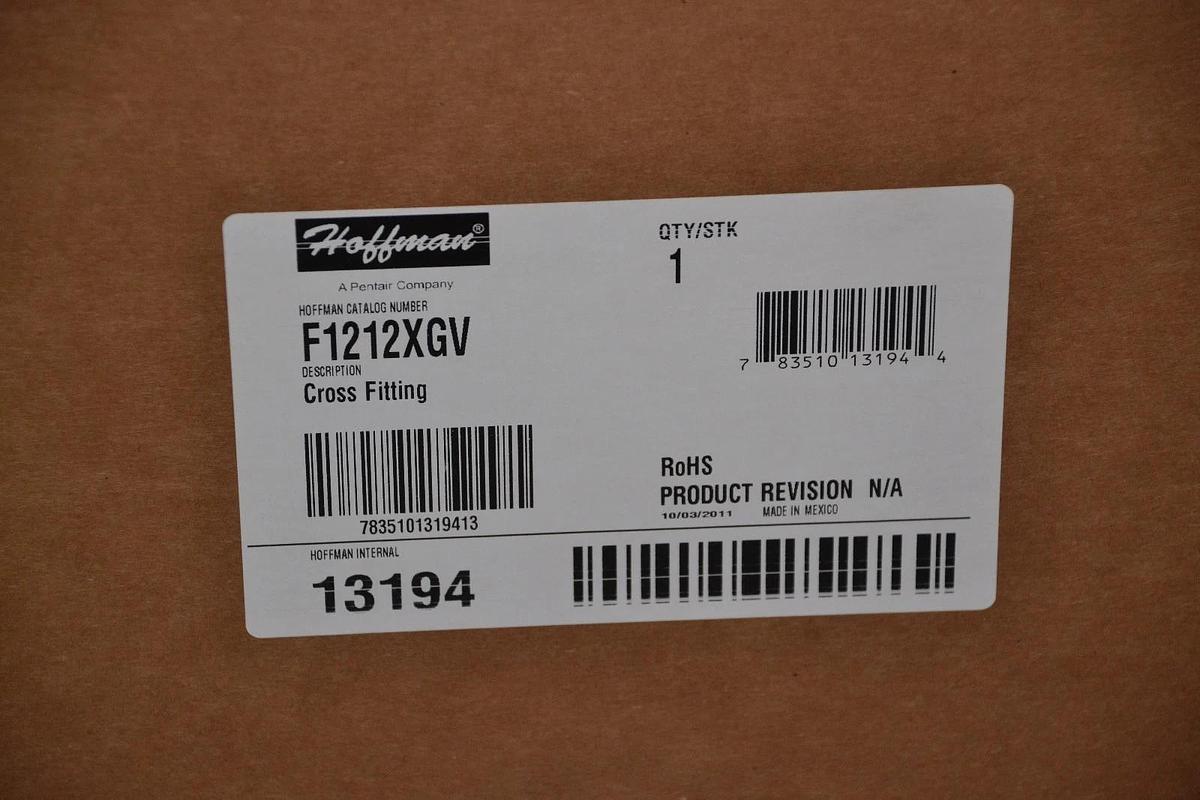 Hoffman®
A Pentair Company
HOFFMAN CATALOG NUMBER
F1212XGV
DESCRIPTION
Cross Fitting
7835101319413
QTY/STK
1
7 83510 13194 4
RoHS
PRODUCT REVISION N/A
10/03/2011 MADE IN MEXICO
HOFFMAN INTERNAL
13194